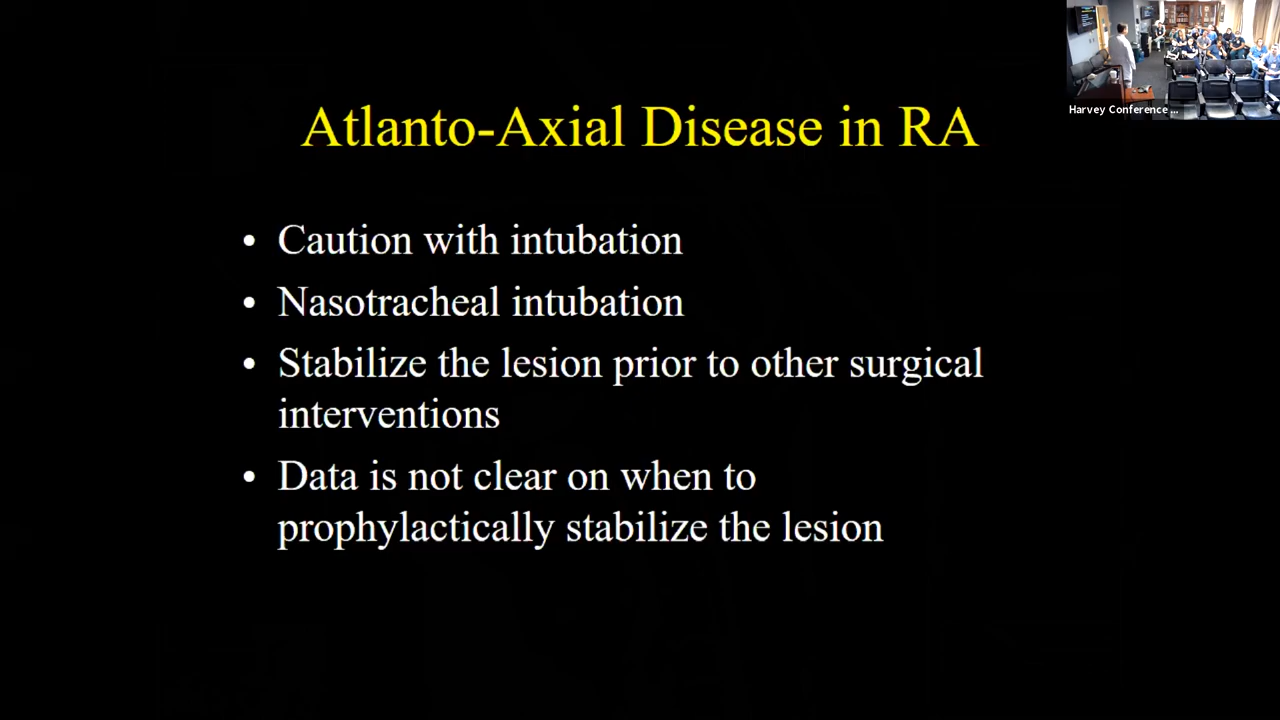 Harvey Conference ...
Atlanto-Axial Disease in RA
• Caution with intubation
• Nasotracheal intubation
• Stabilize the lesion prior to other surgical
interventions
• Data is not clear on when to
prophylactically stabilize the lesion